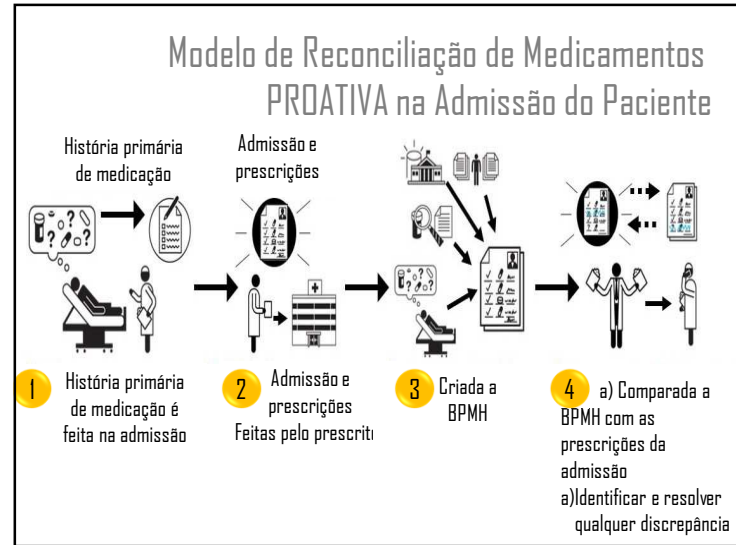 Modelo de Reconciliação de Medicamentos
PROATIVA na Admissão do Paciente
História primária
de medicação
Admissão e
prescrições
1
História primária
de medicação é
feita na admissão
2
Admissão e
prescrições
Feitas pelo prescrito
3
Criada a
BPMH
4
a) Comparada a
BPMH com as
prescrições da
admissão
a)Identificar e resolver
qualquer discrepância